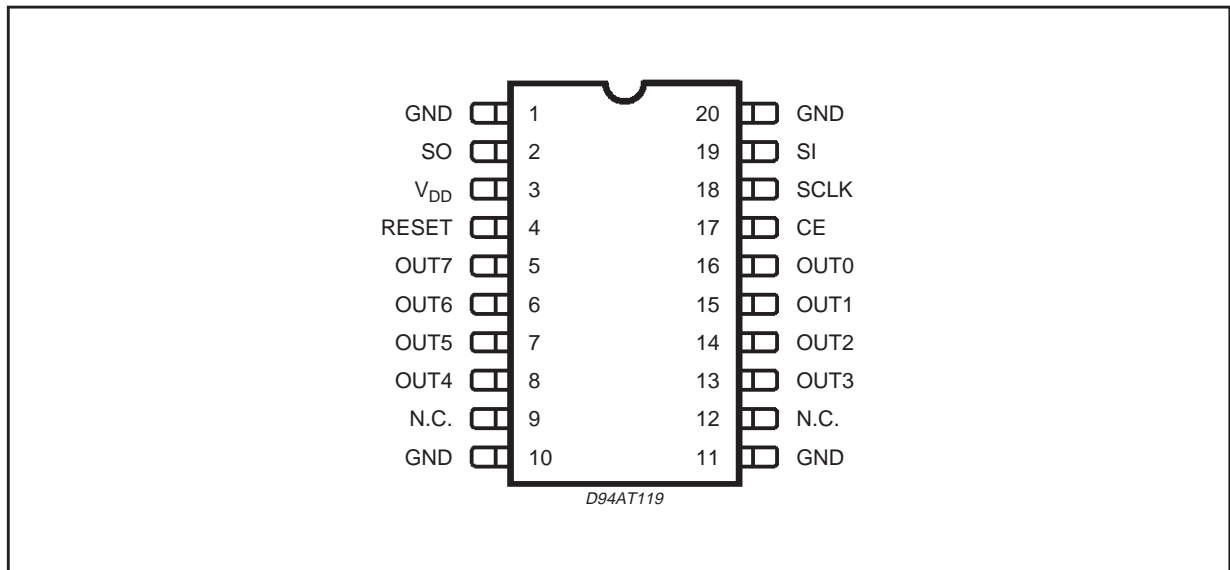 GND 1 20 GND
SO 2 19 SI
VDD 3 18 SCLK
RESET 4 17 CE
OUT7 5 16 OUT0
OUT6 6 15 OUT1
OUT5 7 14 OUT2
OUT4 8 13 OUT3
N.C. 9 12 N.C.
GND 10 11 GND
D94AT119